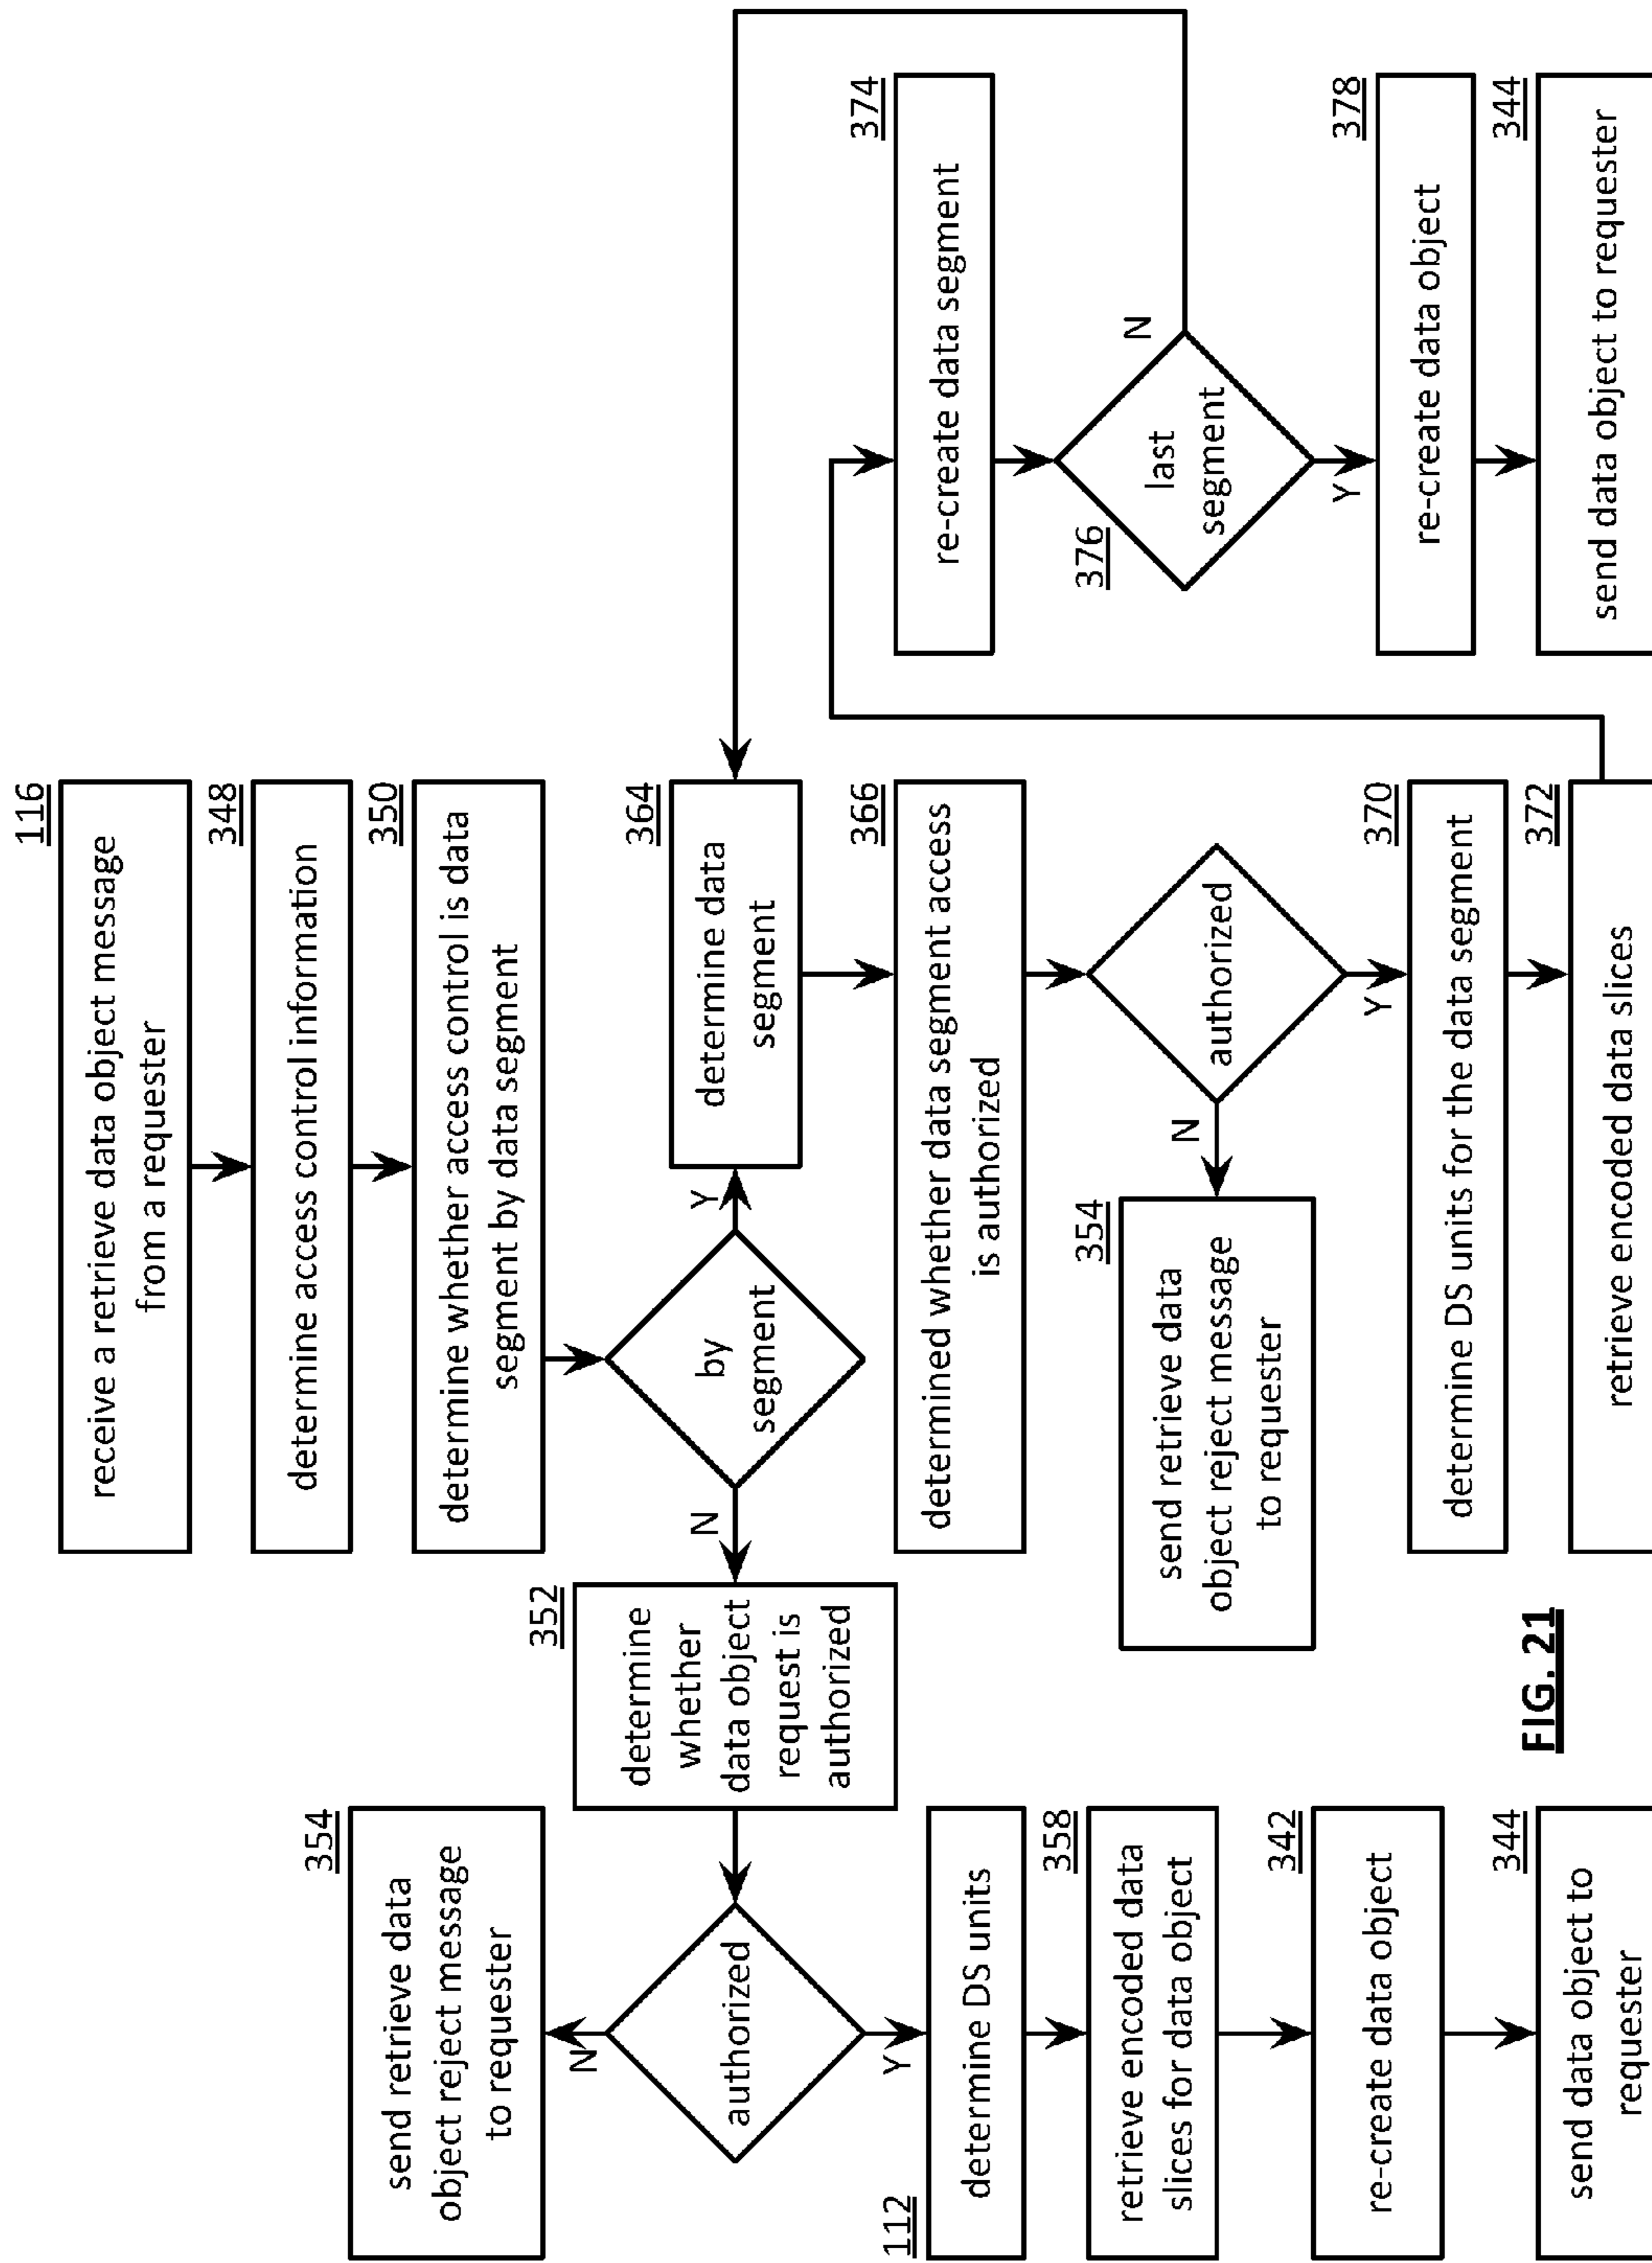 116
receive a retrieve data object message
from a requester
348
determine access control information
350
determine whether access control is data
segment by data segment
by
segment
N
Y
352
determine
whether
data object
request is
authorized
authorized
N
Y
354
send retrieve data
object reject message
to requester
112
determine DS units
358
retrieve encoded data
slices for data object
342
re-create data object
344
send data object to
requester
364
determine data
segment
366
determined whether data segment access
is authorized
authorized
N
Y
354
send retrieve data
object reject message
to requester
370
determine DS units for the data segment
372
retrieve encoded data slices
374
re-create data segment
376
last
segment
N
Y
378
re-create data object
344
send data object to requester
FIG. 21